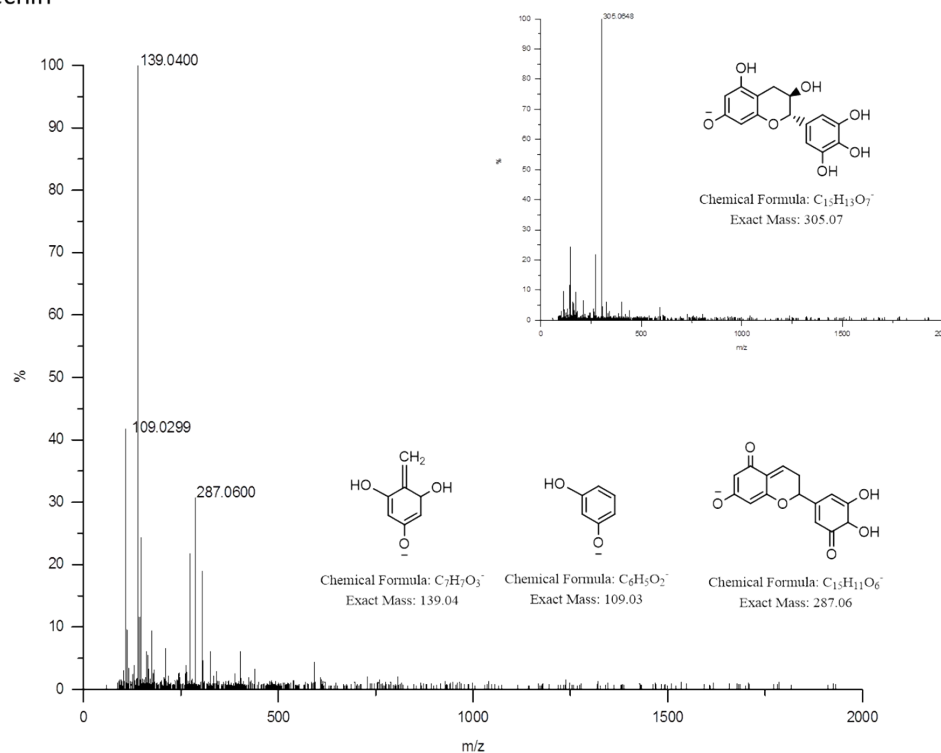 100
90
80
70
60
50
40
30
20
10
0
%
139.0400
109.0299
287.0600
0
500
1000
1500
2000
m/z
100
90
80
70
60
50
40
30
20
10
0
%
305.0648
0
500
1000
1500
m/z
OH
OH
O
O
OH
OH
OH
Chemical Formula: C₁₅H₁₃O₇⁻
Exact Mass: 305.07
CH₂
HO
OH
O
Chemical Formula: C₇H₇O₃⁻
Exact Mass: 139.04
HO
O
Chemical Formula: C₆H₅O₂⁻
Exact Mass: 109.03
O
O
O
OH
OH
O
Chemical Formula: C₁₅H₁₁O₆⁻
Exact Mass: 287.06